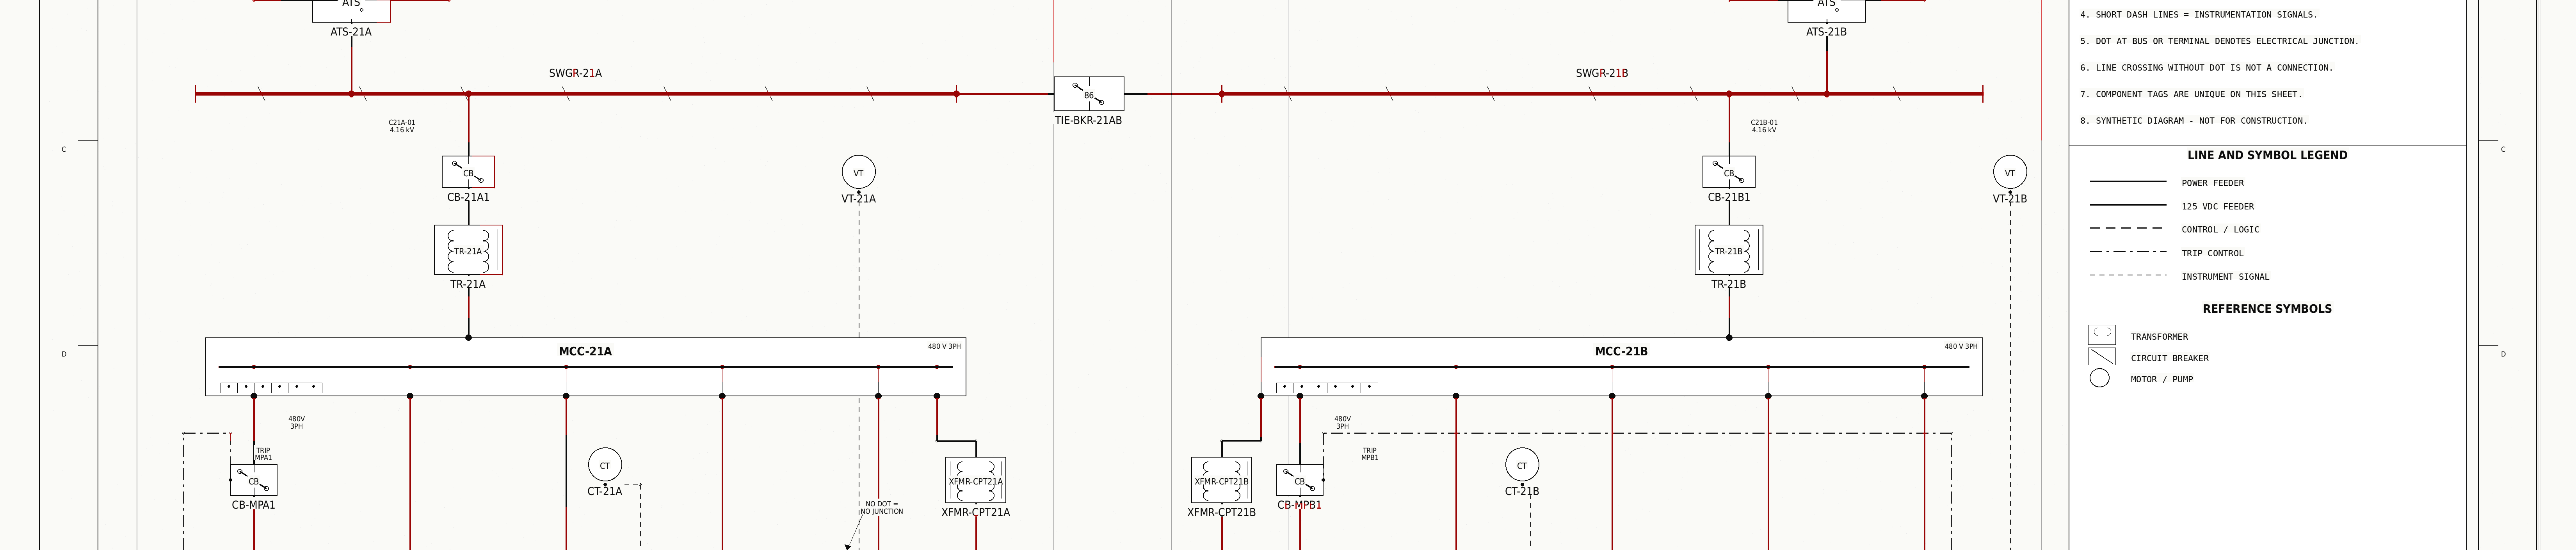 ATS
ATS-21A
SWGR-21A
86
TIE-BKR-21AB
ATS
ATS-21B
SWGR-21B
C21A-01
4.16 kV
CB
CB-21A1
TR-21A
TR-21A
VT
VT-21A
C21B-01
4.16 kV
CB
CB-21B1
TR-21B
TR-21B
VT
VT-21B
C
D
MCC-21A
480 V 3PH
480V
3PH
TRIP
MPA1
CB
CB-MPA1
CT
CT-21A
NO DOT =
NO JUNCTION
XFMR-CPT21A
XFMR-CPT21A
MCC-21B
480 V 3PH
480V
3PH
TRIP
MPB1
XFMR-CPT21B
XFMR-CPT21B
CB
CB-MPB1
CT
CT-21B
4. SHORT DASH LINES = INSTRUMENTATION SIGNALS.
5. DOT AT BUS OR TERMINAL DENOTES ELECTRICAL JUNCTION.
6. LINE CROSSING WITHOUT DOT IS NOT A CONNECTION.
7. COMPONENT TAGS ARE UNIQUE ON THIS SHEET.
8. SYNTHETIC DIAGRAM - NOT FOR CONSTRUCTION.
LINE AND SYMBOL LEGEND
POWER FEEDER
125 VDC FEEDER
CONTROL / LOGIC
TRIP CONTROL
INSTRUMENT SIGNAL
REFERENCE SYMBOLS
TRANSFORMER
CIRCUIT BREAKER
MOTOR / PUMP
C
D